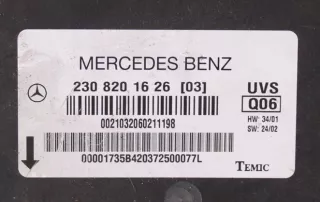 MERCEDES BENZ
230 820 16 26 [03]
UVS
Q06
HW: 34/01
SW: 24/02
0021032060211198
00001735B420372500077L
TEMIC